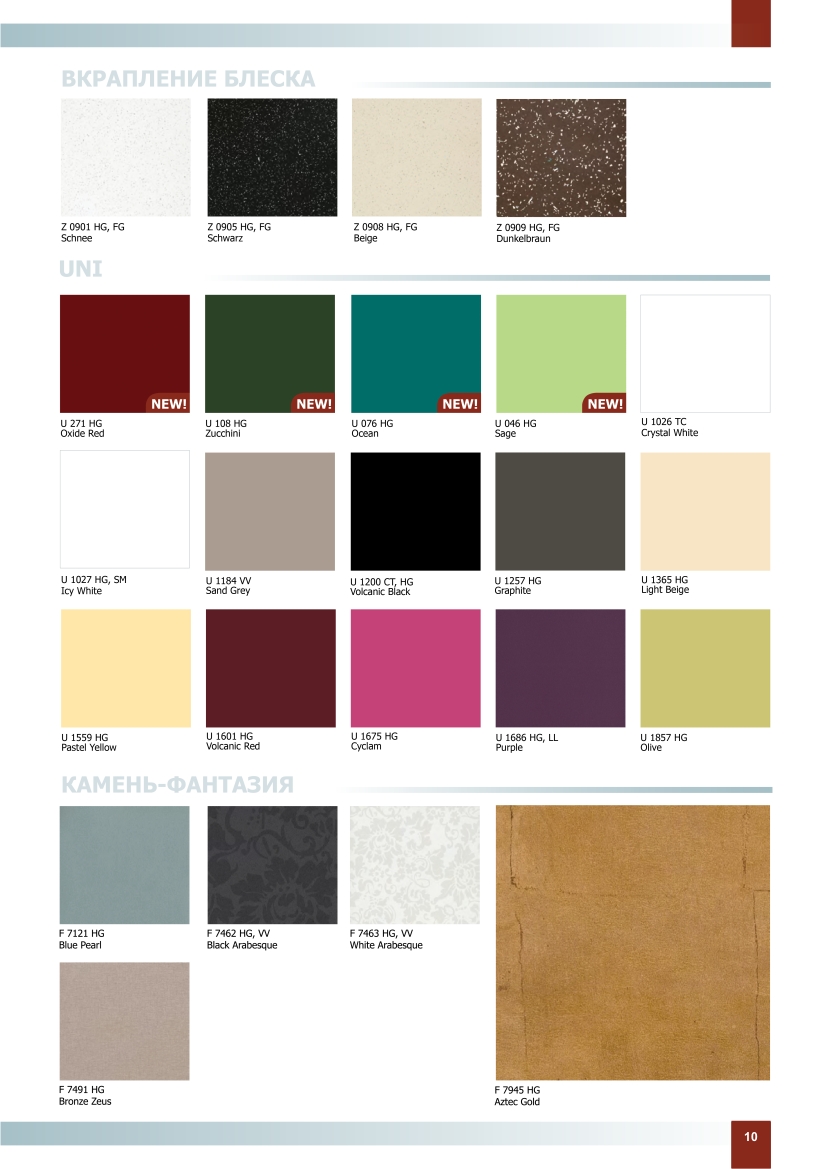 ВКРАПЛЕНИЕ БЛЕСКА
Z 0901 HG, FG
Schnee
Z 0905 HG, FG
Schwarz
Z 0908 HG, FG
Beige
Z 0909 HG, FG
Dunkelbraun
UNI
NEW!
U 271 HG
Oxide Red
NEW!
U 108 HG
Zucchini
NEW!
U 076 HG
Ocean
NEW!
U 046 HG
Sage
U 1026 TC
Crystal White
U 1027 HG, SM
Icy White
U 1184 VV
Sand Grey
U 1200 CT, HG
Volcanic Black
U 1257 HG
Graphite
U 1365 HG
Light Beige
U 1559 HG
Pastel Yellow
U 1601 HG
Volcanic Red
U 1675 HG
Cyclam
U 1686 HG, LL
Purple
U 1857 HG
Olive
КАМЕНЬ-ФАНТАЗИЯ
F 7121 HG
Blue Pearl
F 7462 HG, VV
Black Arabesque
F 7463 HG, VV
White Arabesque
F 7491 HG
Bronze Zeus
F 7945 HG
Aztec Gold
10